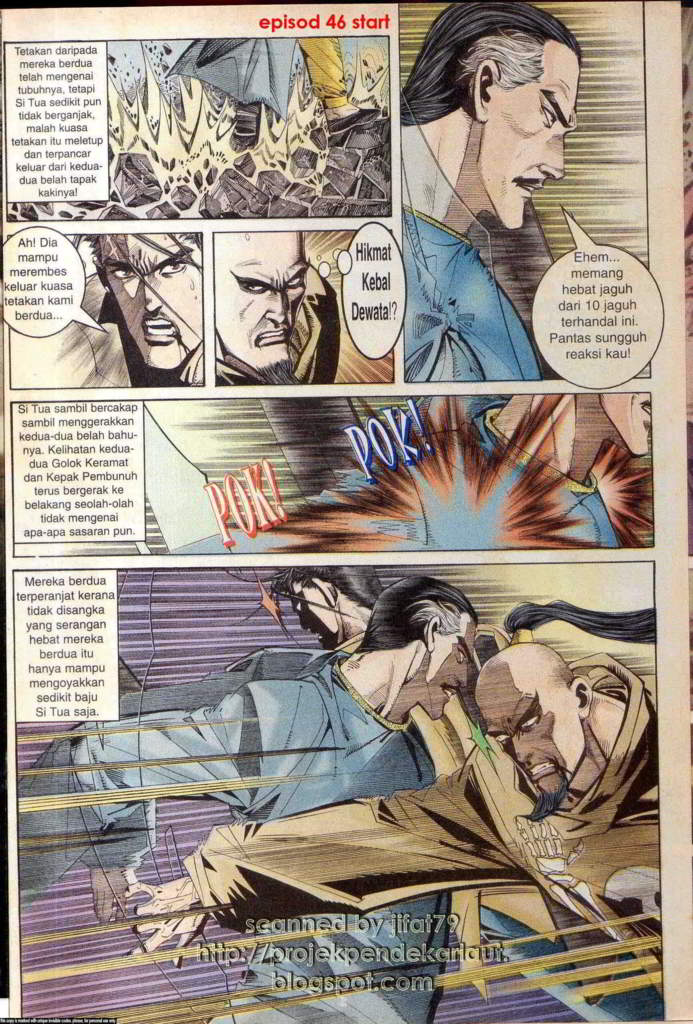 episod 46 start
Tetakan daripada
mereka berdua
telah mengenai
tubuhnya, tetapi
Si Tua sedikit pun
tidak berganjak,
malah kuasa
tetakan itu meletup
dan terpancar
keluar dari kedua-
dua belah tapak
kakinya!
Ehem...
memang
hebat jaguh
dari 10 jaguh
terhandal ini.
Pantas sungguh
reaksi kau!
Ah! Dia
mampu
merembes
keluar kuasa
tetakan kami
berdua...
Hikmat
Kebal
Dewata!?
Si Tua sambil bercakap
sambil menggerakkan
kedua-dua belah bahu-
nya. Kelihatan kedua-
dua Golok Keramat
dan Kepak Pembunuh
terus bergerak ke
belakang seolah-olah
tidak mengenai
apa-apa sasaran pun.
POK!
POK!
Mereka berdua
terperanjat kerana
tidak disangka
yang serangan
hebat mereka
berdua itu
hanya mampu
mengoyakkan
sedikit baju
Si Tua saja.
scanned by jifat79
http://projekpendekarlaut.
blogspot.com